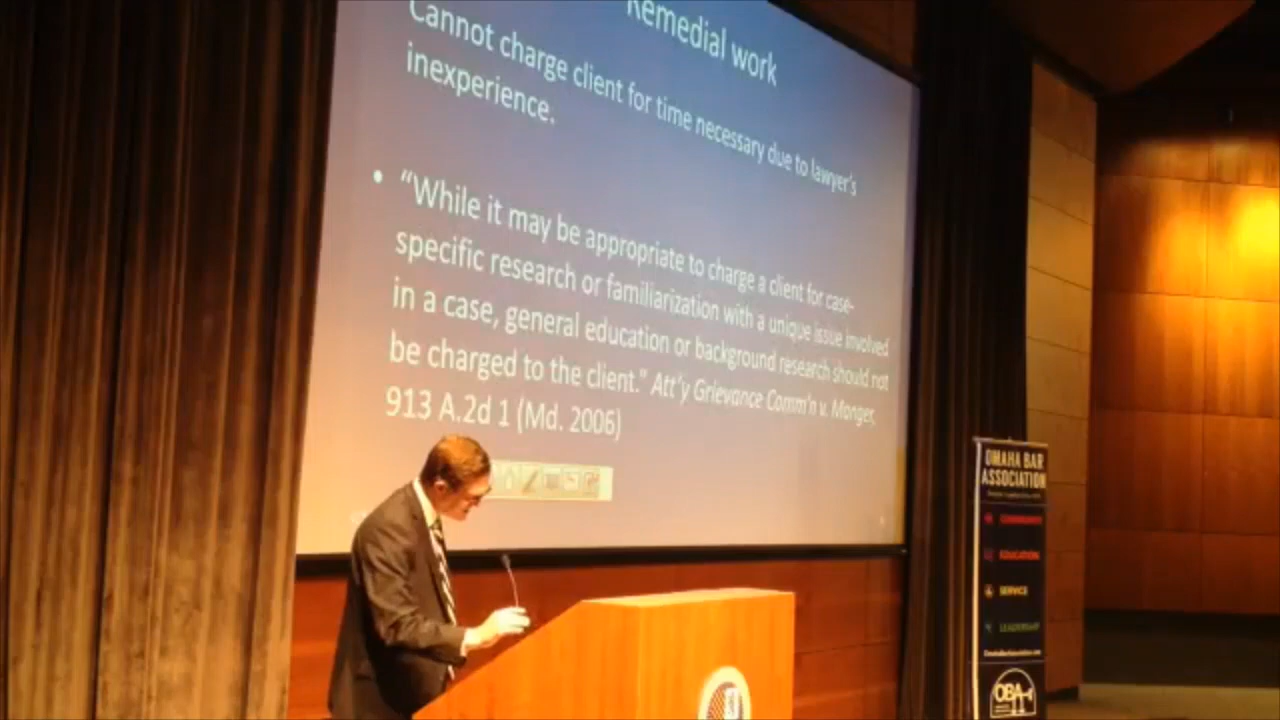 Remedial work
Cannot charge client for time necessary due to lawyer's
inexperience.
• “While it may be appropriate to charge a client for case-
specific research or familiarization with a unique issue involved
in a case, general education or background research should not
be charged to the client.” Att'y Grievance Comm'n v. Manger,
913 A.2d 1 (Md. 2006)
OMAHA BAR
ASSOCIATION
COMMUNITY
EDUCATION
SERVICE
LEADERSHIP
OmahaBarAssociation.com
OBA